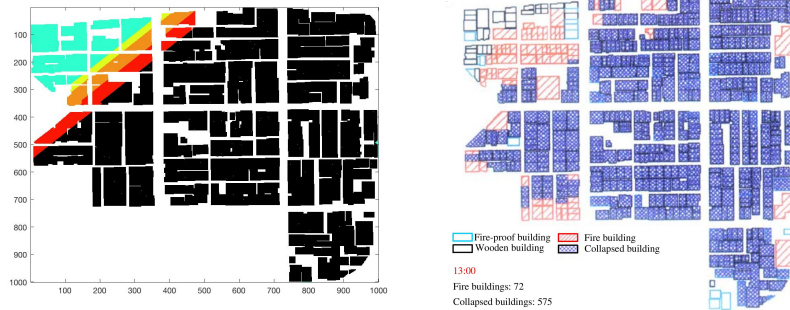 0
100
200
300
400
500
600
700
800
900
1000
100 200 300 400 500 600 700 800 900 1000
Fire-proof building Fire building
Wooden building Collapsed building
13:00
Fire buildings: 72
Collapsed buildings: 575